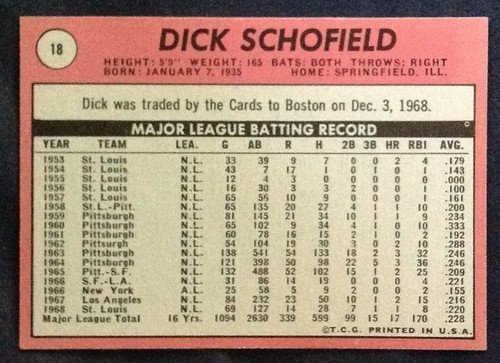 18
DICK SCHOFIELD
HEIGHT: 5'9" WEIGHT: 165 BATS: BOTH THROWS: RIGHT
BORN: JANUARY 7, 1935 HOME: SPRINGFIELD, ILL.
Dick was traded by the Cards to Boston on Dec. 3, 1968.
MAJOR LEAGUE BATTING RECORD
YEAR TEAM LEA. G AB R H 2B 3B HR RBI AVG.
1953 St. Louis N.L. 33 39 9 7 0 0 2 4 .179
1954 St. Louis N.L. 43 7 17 1 0 1 0 1 .143
1955 St. Louis N.L. 12 4 3 0 0 0 0 0 .000
1956 St. Louis N.L. 16 30 3 3 2 0 0 1 .100
1957 St. Louis N.L. 65 56 10 9 0 0 0 1 .161
1958 St.L.-Pitt. N.L. 65 135 20 27 4 1 1 10 .200
1959 Pittsburgh N.L. 81 145 21 34 10 1 1 9 .234
1960 Pittsburgh N.L. 65 102 9 34 4 1 0 10 .333
1961 Pittsburgh N.L. 60 78 16 15 2 1 0 2 .192
1962 Pittsburgh N.L. 54 104 19 30 3 0 2 10 .288
1963 Pittsburgh N.L. 138 541 54 133 18 2 3 32 .246
1964 Pittsburgh N.L. 121 398 50 98 22 5 3 36 .246
1965 Pitt.-S.F. N.L. 132 488 52 102 15 1 2 25 .209
1966 S.F.-L.A. N.L. 31 86 14 19 0 0 0 4 .221
1966 New York A.L. 25 58 5 9 2 0 0 2 .155
1967 Los Angeles N.L. 84 232 23 50 10 1 2 15 .216
1968 St. Louis N.L. 69 127 14 28 7 1 1 8 .220
Major League Total 16 Yrs. 1094 2630 339 599 99 15 17 170 .228
©T.C.G. PRINTED IN U.S.A.